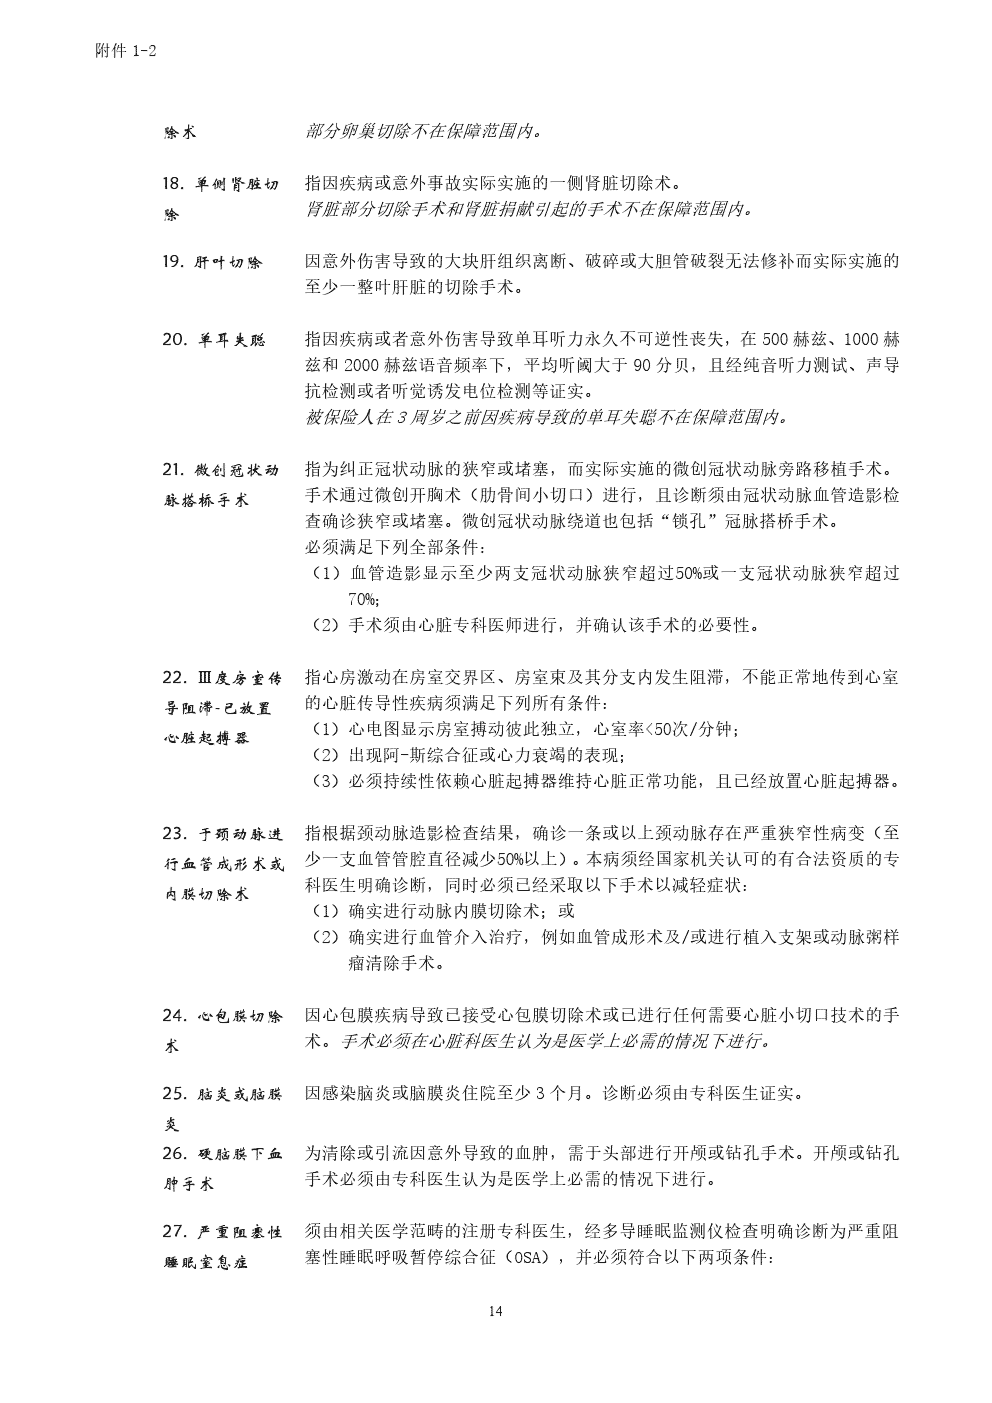 附件 1-2
除术 部分卵巢切除不在保障范围内。
18. 单侧肾脏切 指因疾病或意外事故实际实施的一侧肾脏切除术。
除 肾脏部分切除手术和肾脏捐献引起的手术不在保障范围内。
19. 肝叶切除 因意外伤害导致的大块肝组织离断、破碎或大胆管破裂无法修补而实际实施的
至少一整叶肝脏的切除手术。
20. 单耳失聪 指因疾病或者意外伤害导致单耳听力永久不可逆性丧失，在 500 赫兹、1000 赫
兹和 2000 赫兹语音频率下，平均听阈大于 90 分贝，且经纯音听力测试、声导
抗检测或者听觉诱发电位检测等证实。
被保险人在 3 周岁之前因疾病导致的单耳失聪不在保障范围内。
21. 微创冠状动 指为纠正冠状动脉的狭窄或堵塞，而实际实施的微创冠状动脉旁路移植手术。
脉搭桥手术 手术通过微创开胸术（肋骨间小切口）进行，且诊断须由冠状动脉血管造影检
查确诊狭窄或堵塞。微创冠状动脉绕道也包括“锁孔”冠脉搭桥手术。
必须满足下列全部条件：
（1）血管造影显示至少两支冠状动脉狭窄超过50%或一支冠状动脉狭窄超过
70%；
（2）手术须由心脏专科医师进行，并确认该手术的必要性。
22. Ⅲ度房室传 指心房激动在房室交界区、房室束及其分支内发生阻滞，不能正常地传到心室
导阻滞-已放置 的心脏传导性疾病须满足下列所有条件：
心脏起搏器 （1）心电图显示房室搏动彼此独立，心室率<50次/分钟；
（2）出现阿-斯综合征或心力衰竭的表现；
（3）必须持续性依赖心脏起搏器维持心脏正常功能，且已经放置心脏起搏器。
23. 于颈动脉进 指根据颈动脉造影检查结果，确诊一条或以上颈动脉存在严重狭窄性病变（至
行血管成形术或 少一支血管管腔直径减少50%以上）。本病须经国家机关认可的有合法资质的专
内膜切除术 科医生明确诊断，同时必须已经采取以下手术以减轻症状：
（1）确实进行动脉内膜切除术；或
（2）确实进行血管介入治疗，例如血管成形术及/或进行植入支架或动脉粥样
瘤清除手术。
24. 心包膜切除 因心包膜疾病导致已接受心包膜切除术或已进行任何需要心脏小切口技术的手
术 术。手术必须在心脏科医生认为是医学上必需的情况下进行。
25. 脑炎或脑膜 因感染脑炎或脑膜炎住院至少 3 个月。诊断必须由专科医生证实。
炎
26. 硬脑膜下血 为清除或引流因意外导致的血肿，需于头部进行开颅或钻孔手术。开颅或钻孔
肿手术 手术必须由专科医生认为是医学上必需的情况下进行。
27. 严重阻塞性 须由相关医学范畴的注册专科医生，经多导睡眠监测仪检查明确诊断为严重阻
睡眠窒息症 塞性睡眠呼吸暂停综合征（OSA），并必须符合以下两项条件：
14